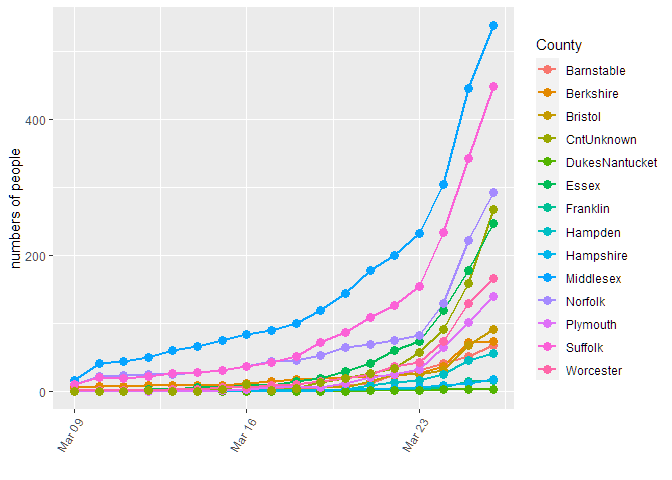 numbers of people
400
200
0
Mar 09
Mar 16
Mar 23
County
Barnstable
Berkshire
Bristol
CntUnknown
DukesNantucket
Essex
Franklin
Hampden
Hampshire
Middlesex
Norfolk
Plymouth
Suffolk
Worcester